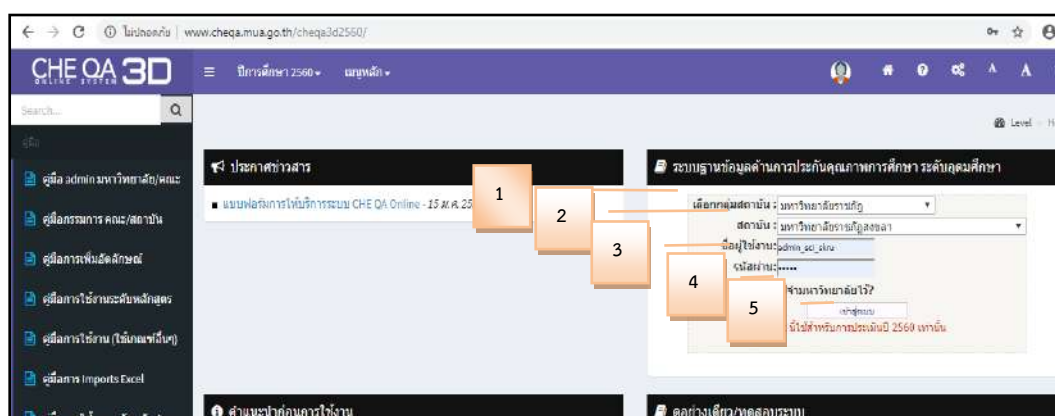 ไม่ปลอดภัย | www.cheqa.mua.go.th/cheqa3d2560/
CHE QA 3D
ONLINE SYSTEM
ปีการศึกษา 2560
เมนูหลัก
A A
Search...
Level
คู่มือ
คู่มือ admin มหาวิทยาลัย/คณะ
คู่มือกรรมการ คณะ/สถาบัน
คู่มือการเพิ่มอัตลักษณ์
คู่มือการใช้งานระดับหลักสูตร
คู่มือการใช้งาน (ใช้เกณฑ์อื่นๆ)
คู่มือการ Imports Excel
ประกาศข่าวสาร
แบบฟอร์มการให้บริการระบบ CHE QA Online - 15 ม.ค. 25
1
2
3
4
5
ระบบฐานข้อมูลด้านการประกันคุณภาพการศึกษา ระดับอุดมศึกษา
เลือกกลุ่มสถาบัน : มหาวิทยาลัยราชภัฏ
สถาบัน : มหาวิทยาลัยราชภัฏสงขลา
ชื่อผู้ใช้งาน: admin_sci_skru
รหัสผ่าน: •••••
จำมหาวิทยาลัยไว้?
เข้าสู่ระบบ
นี้ใช้สำหรับการประเมินปี 2560 เท่านั้น
คำแนะนำก่อนการใช้งาน